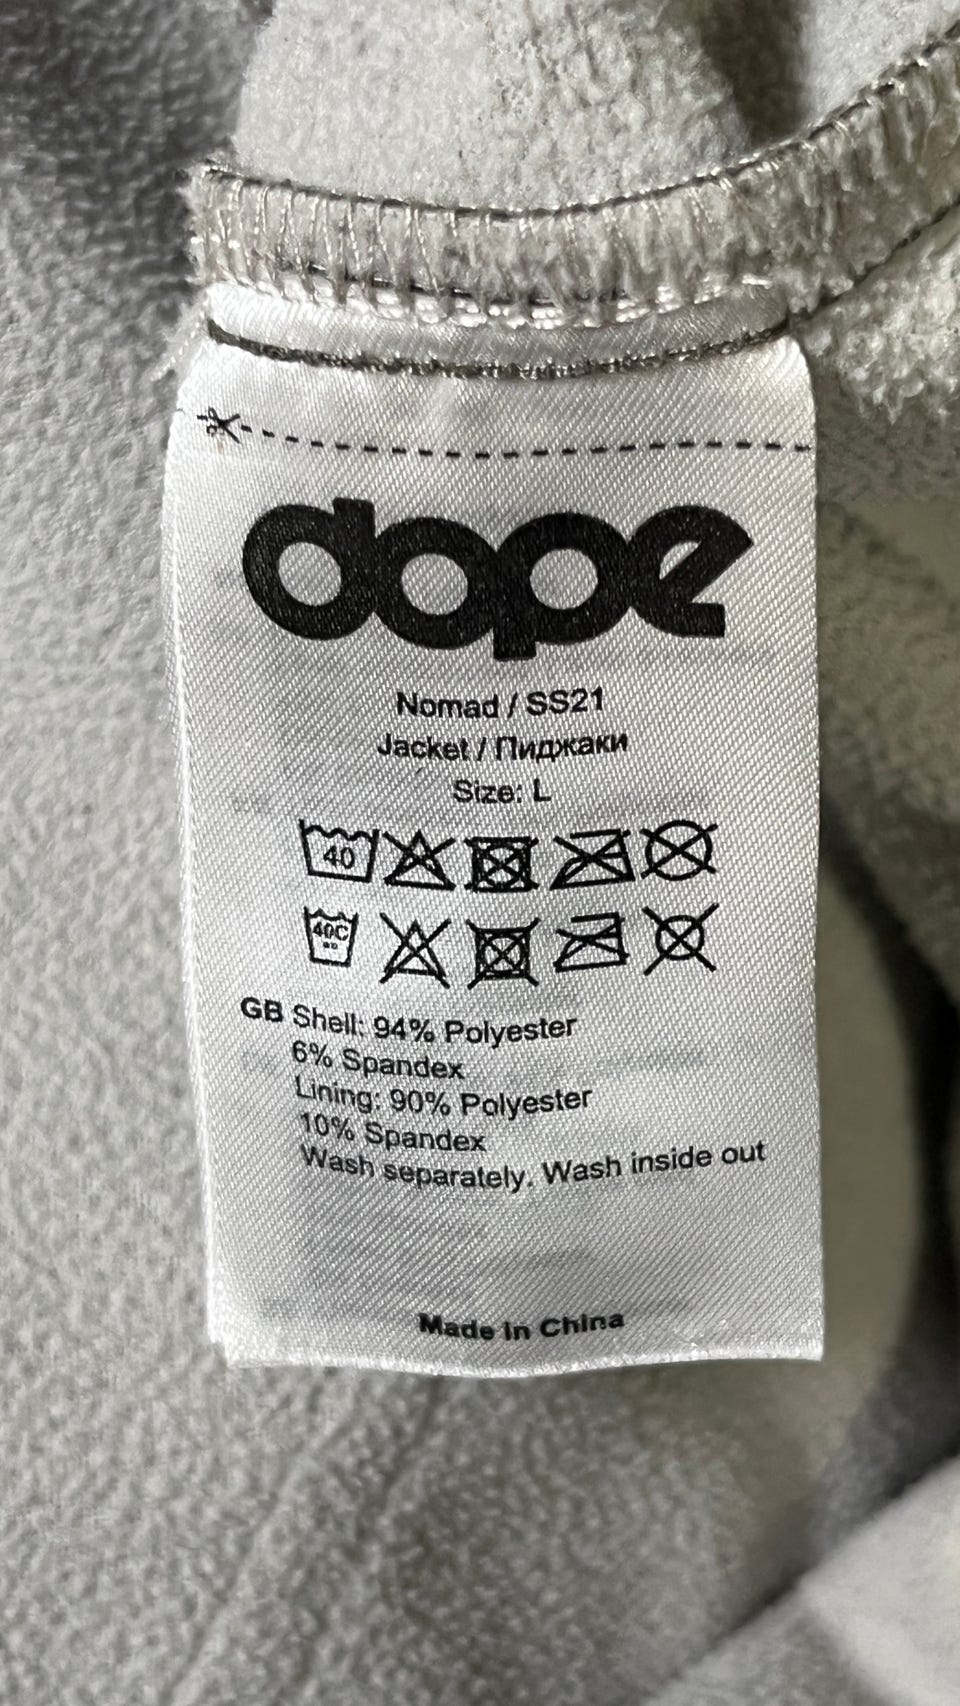 dope
Nomad / SS21
Jacket / Пиджаки
Size: L
40
40C
GB Shell: 94% Polyester
6% Spandex
Lining: 90% Polyester
10% Spandex
Wash separately. Wash inside out
Made in China